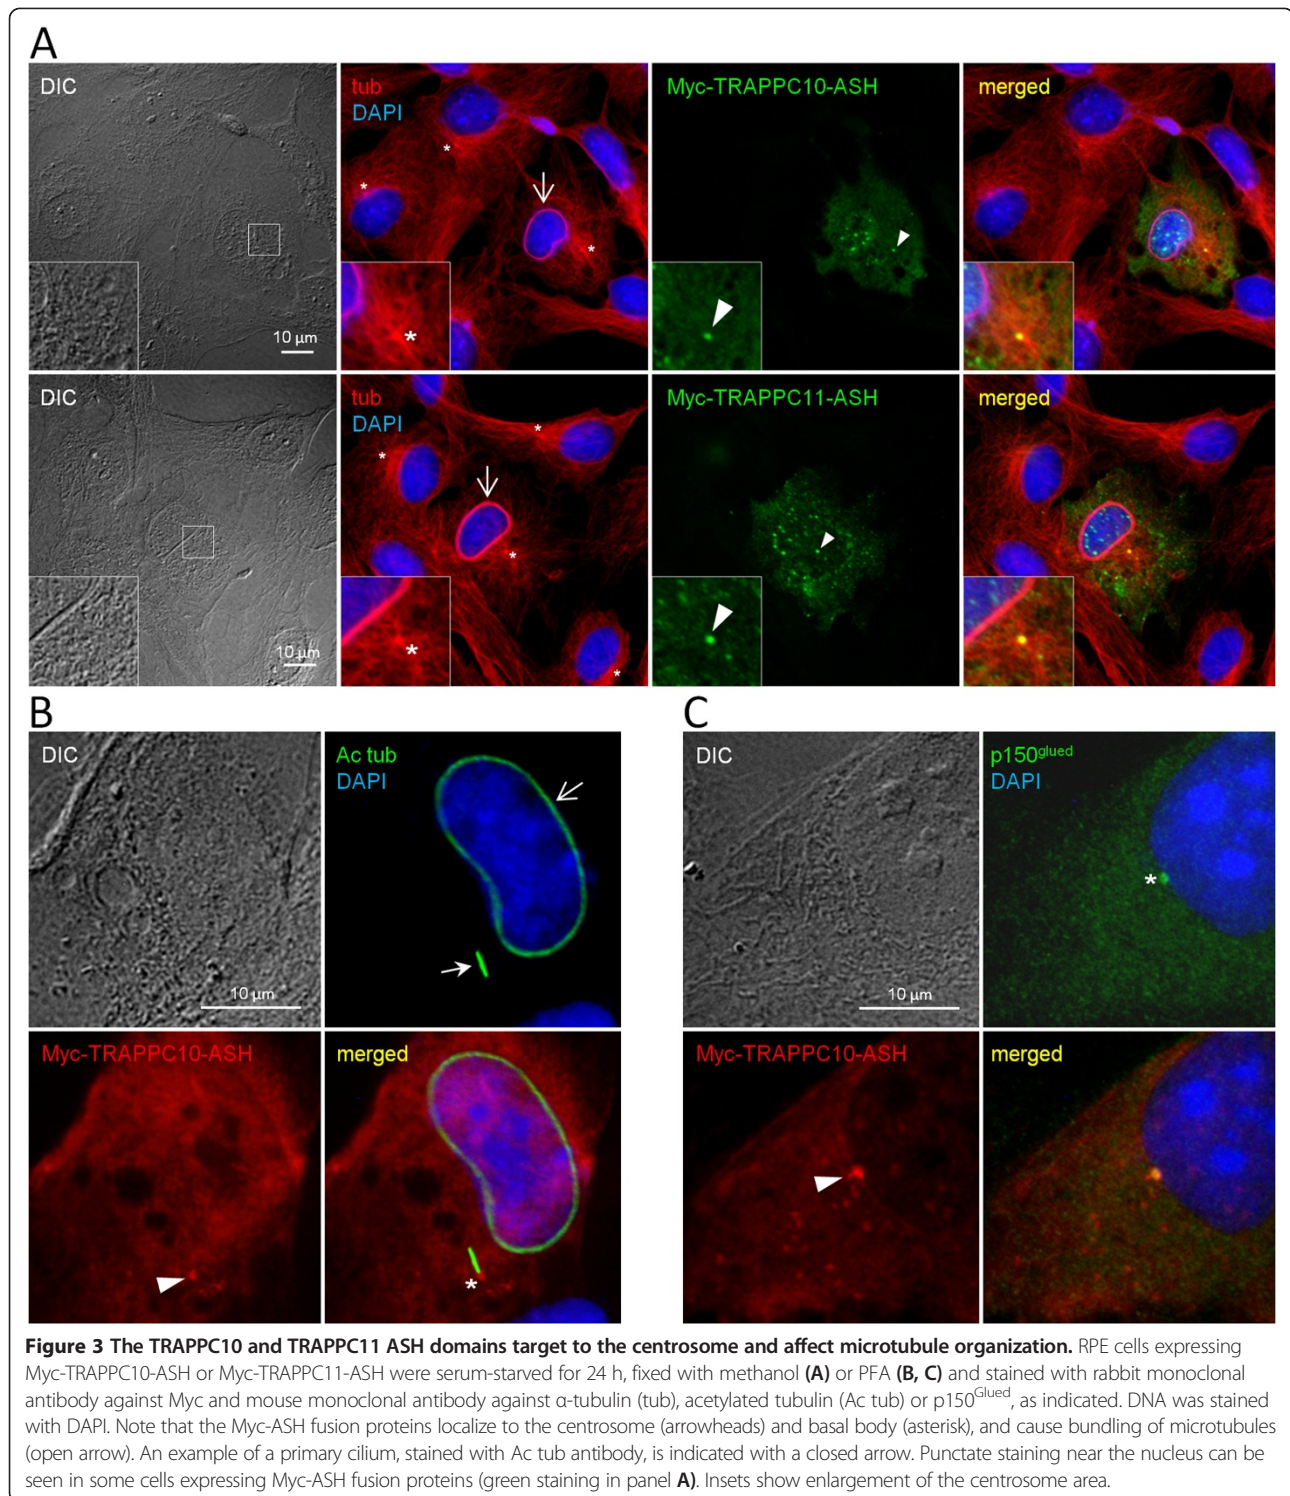 A
DIC
tub
DAPI
Myc-TRAPPC10-ASH
merged
*
*
*
*
10 µm
DIC
tub
DAPI
Myc-TRAPPC11-ASH
merged
*
*
*
*
*
10 µm
B
DIC
Ac tub
DAPI
10 µm
Myc-TRAPPC10-ASH
merged
*
C
DIC
p150glued
DAPI
*
10 µm
Myc-TRAPPC10-ASH
merged
Figure 3 The TRAPPC10 and TRAPPC11 ASH domains target to the centrosome and affect microtubule organization. RPE cells expressing
Myc-TRAPPC10-ASH or Myc-TRAPPC11-ASH were serum-starved for 24 h, fixed with methanol (A) or PFA (B, C) and stained with rabbit monoclonal
antibody against Myc and mouse monoclonal antibody against α-tubulin (tub), acetylated tubulin (Ac tub) or p150Glued, as indicated. DNA was stained
with DAPI. Note that the Myc-ASH fusion proteins localize to the centrosome (arrowheads) and basal body (asterisk), and cause bundling of microtubules
(open arrow). An example of a primary cilium, stained with Ac tub antibody, is indicated with a closed arrow. Punctate staining near the nucleus can be
seen in some cells expressing Myc-ASH fusion proteins (green staining in panel A). Insets show enlargement of the centrosome area.